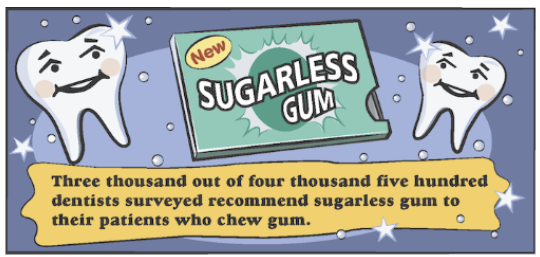 New
SUGARLESS
GUM
Three thousand out of four thousand five hundred
dentists surveyed recommend sugarless gum to
their patients who chew gum.